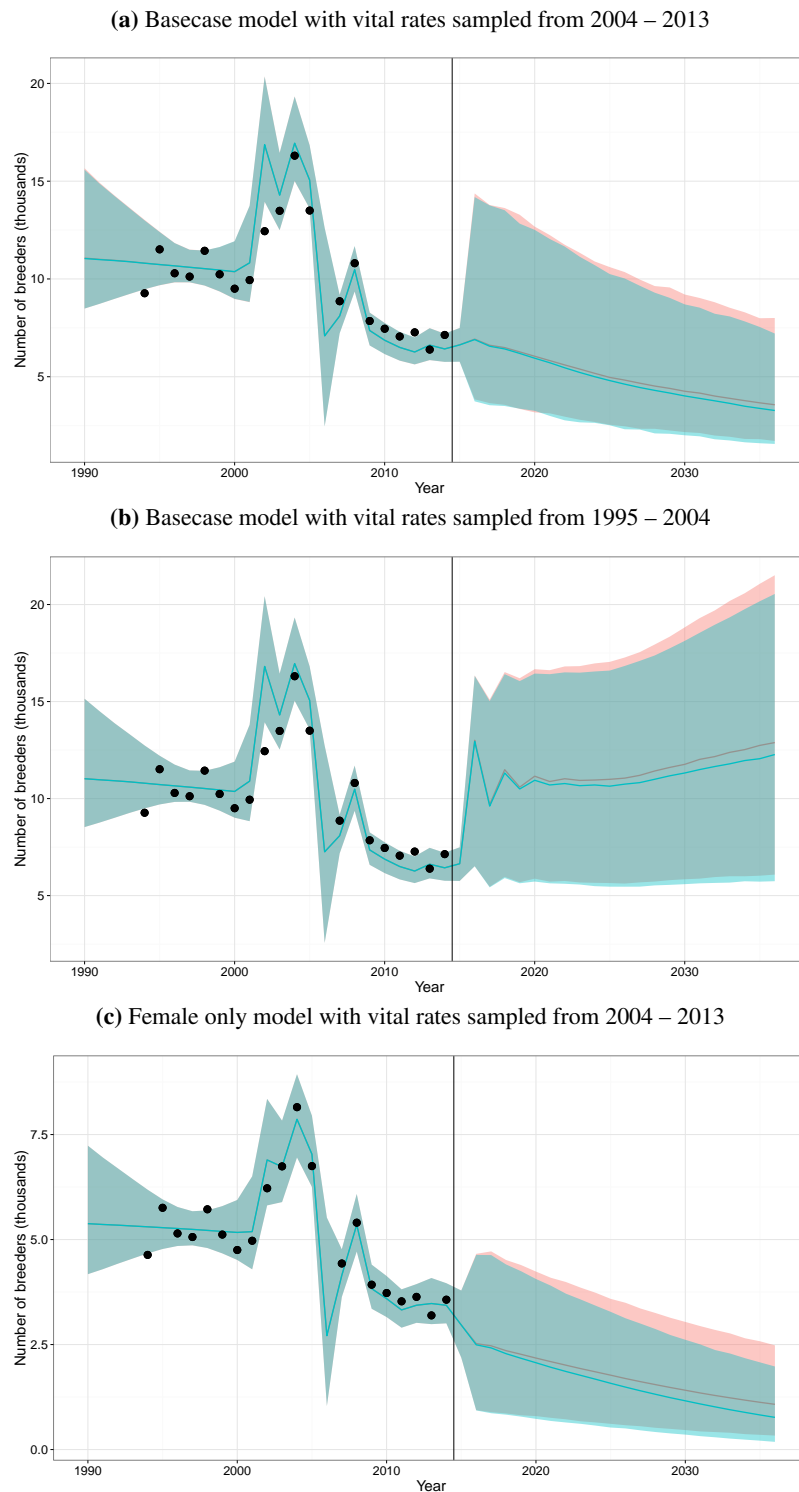 (a) Basecase model with vital rates sampled from 2004 – 2013
Number of breeders (thousands)
20
15
10
5
1990 2000 2010 2020 2030
Year
(b) Basecase model with vital rates sampled from 1995 – 2004
Number of breeders (thousands)
20
15
10
5
1990 2000 2010 2020 2030
Year
(c) Female only model with vital rates sampled from 2004 – 2013
Number of breeders (thousands)
7.5
5.0
2.5
0.0
1990 2000 2010 2020 2030
Year